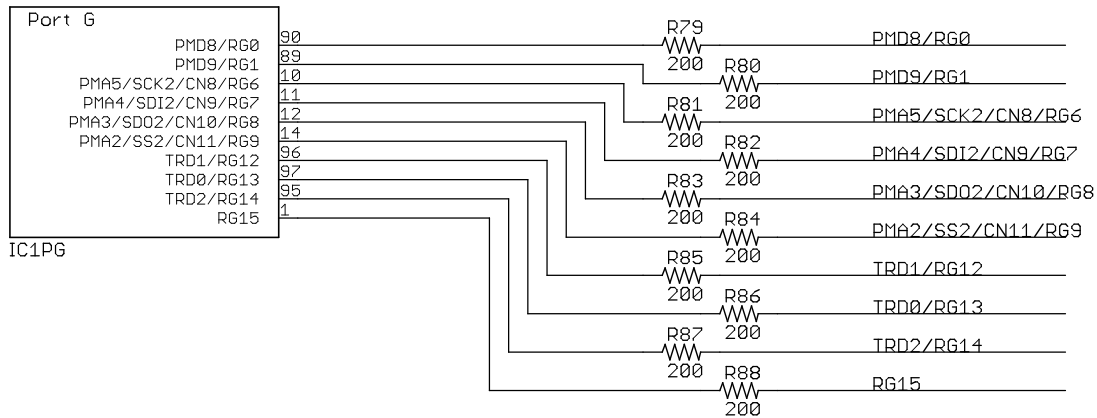 Port G
PMD8/RG0 90
PMD9/RG1 89
PMA5/SCK2/CN8/RG6 10
PMA4/SDI2/CN9/RG7 11
PMA3/SDO2/CN10/RG8 12
PMA2/SS2/CN11/RG9 14
TRD1/RG12 96
TRD0/RG13 97
TRD2/RG14 95
RG15 1
IC1PG
R79
200
PMD8/RG0
R80
200
PMD9/RG1
R81
200
PMA5/SCK2/CN8/RG6
R82
200
PMA4/SDI2/CN9/RG7
R83
200
PMA3/SDO2/CN10/RG8
R84
200
PMA2/SS2/CN11/RG9
R85
200
TRD1/RG12
R86
200
TRD0/RG13
R87
200
TRD2/RG14
R88
200
RG15